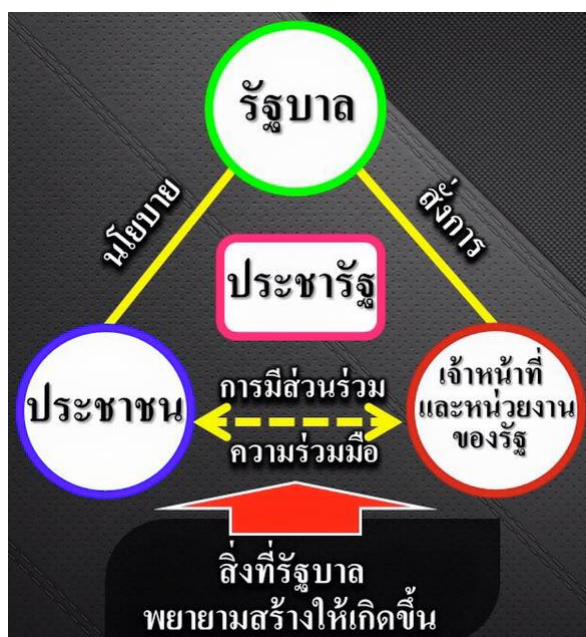 รัฐบาล
นโยบาย
สั่งการ
ประชารัฐ
ประชาชน
การมีส่วนร่วม
ความร่วมมือ
เจ้าหน้าที่
และหน่วยงาน
ของรัฐ
สิ่งที่รัฐบาล
พยายามสร้างให้เกิดขึ้น